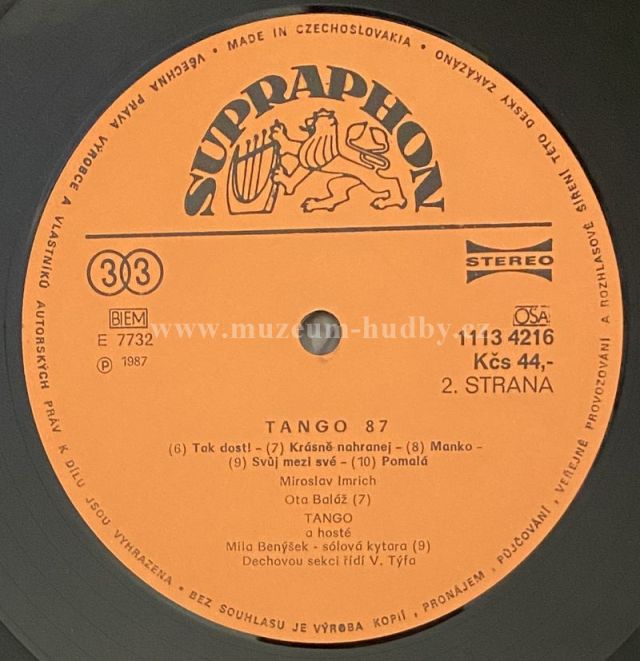 VŠECHNA PRÁVA VÝROBCE A VLASTNÍKŮ AUTORSKÝCH PRÁV K DÍLU JSOU VYHRAZENA • BEZ SOUHLASU JE VÝROBA KOPIÍ, PRONÁJEM, PŮJČOVÁNÍ, VEŘEJNÉ PROVOZOVÁNÍ A ROZHLASOVÉ ŠÍŘENÍ TÉTO DESKY ZAKÁZÁNO • MADE IN CZECHOSLOVAKIA •
SUPRAPHON
33
STEREO
BIEM
OSA
www.muzeum-hudby.cz
E 7732
1113 4216
Ⓟ 1987
Kčs 44,-
2. STRANA
TANGO 87
(6) Tak dost! – (7) Krásně nahranej – (8) Manko –
(9) Svůj mezi své – (10) Pomalá
Miroslav Imrich
Ota Baláž (7)
TANGO
a hosté
Mila Benýšek - sólová kytara (9)
Dechovou sekci řídí V. Týfa